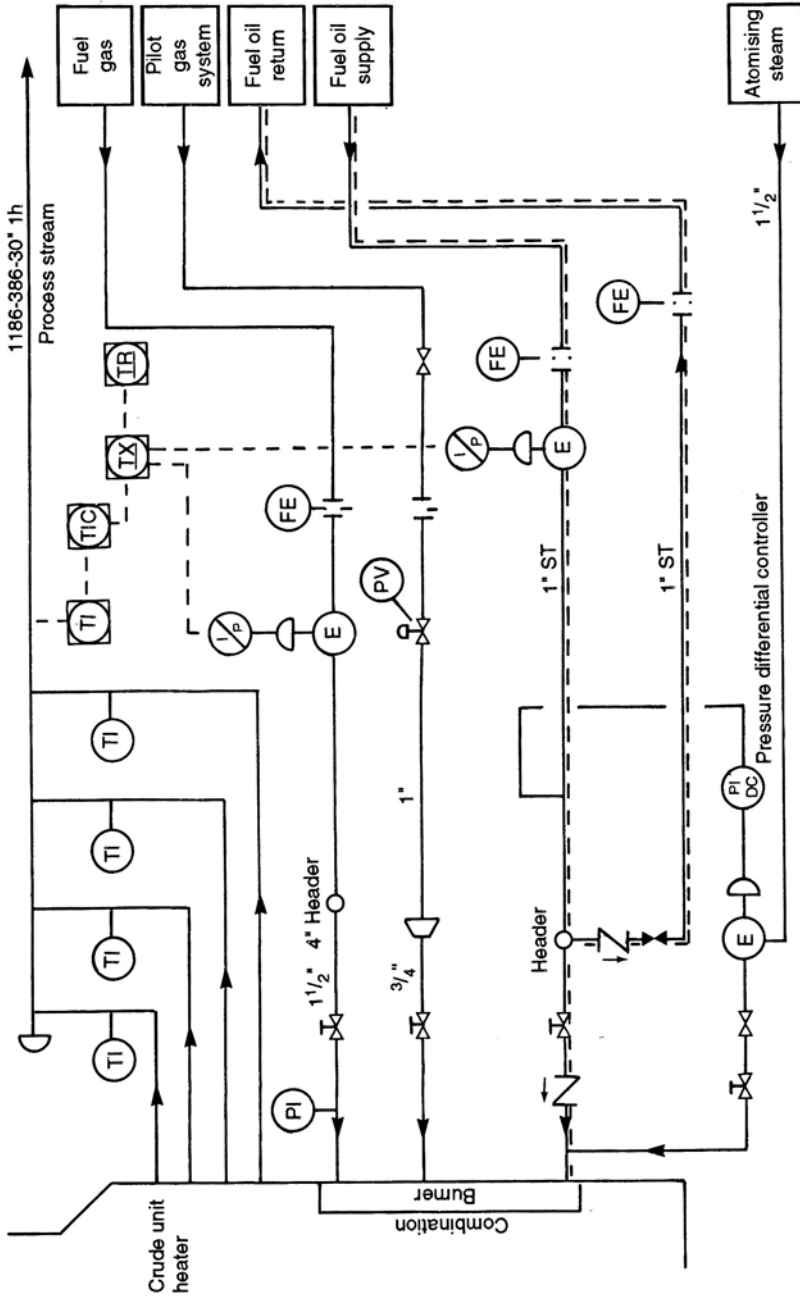 1186-386-30" 1h
Process stream
Fuel
gas
Pilot
gas
system
Fuel oil
return
Fuel oil
supply
Atomising
steam
1 1/2"
TR
TX
TIC
TI
TI
Ti
TI
TI
I/P
E
FE
PV
I/P
E
FE
FE
1" ST
1" ST
1"
4" Header
1 1/2"
3/4"
Header
PI
PI
DC
Pressure differential controller
E
Crude unit
heater
Combination
Burner